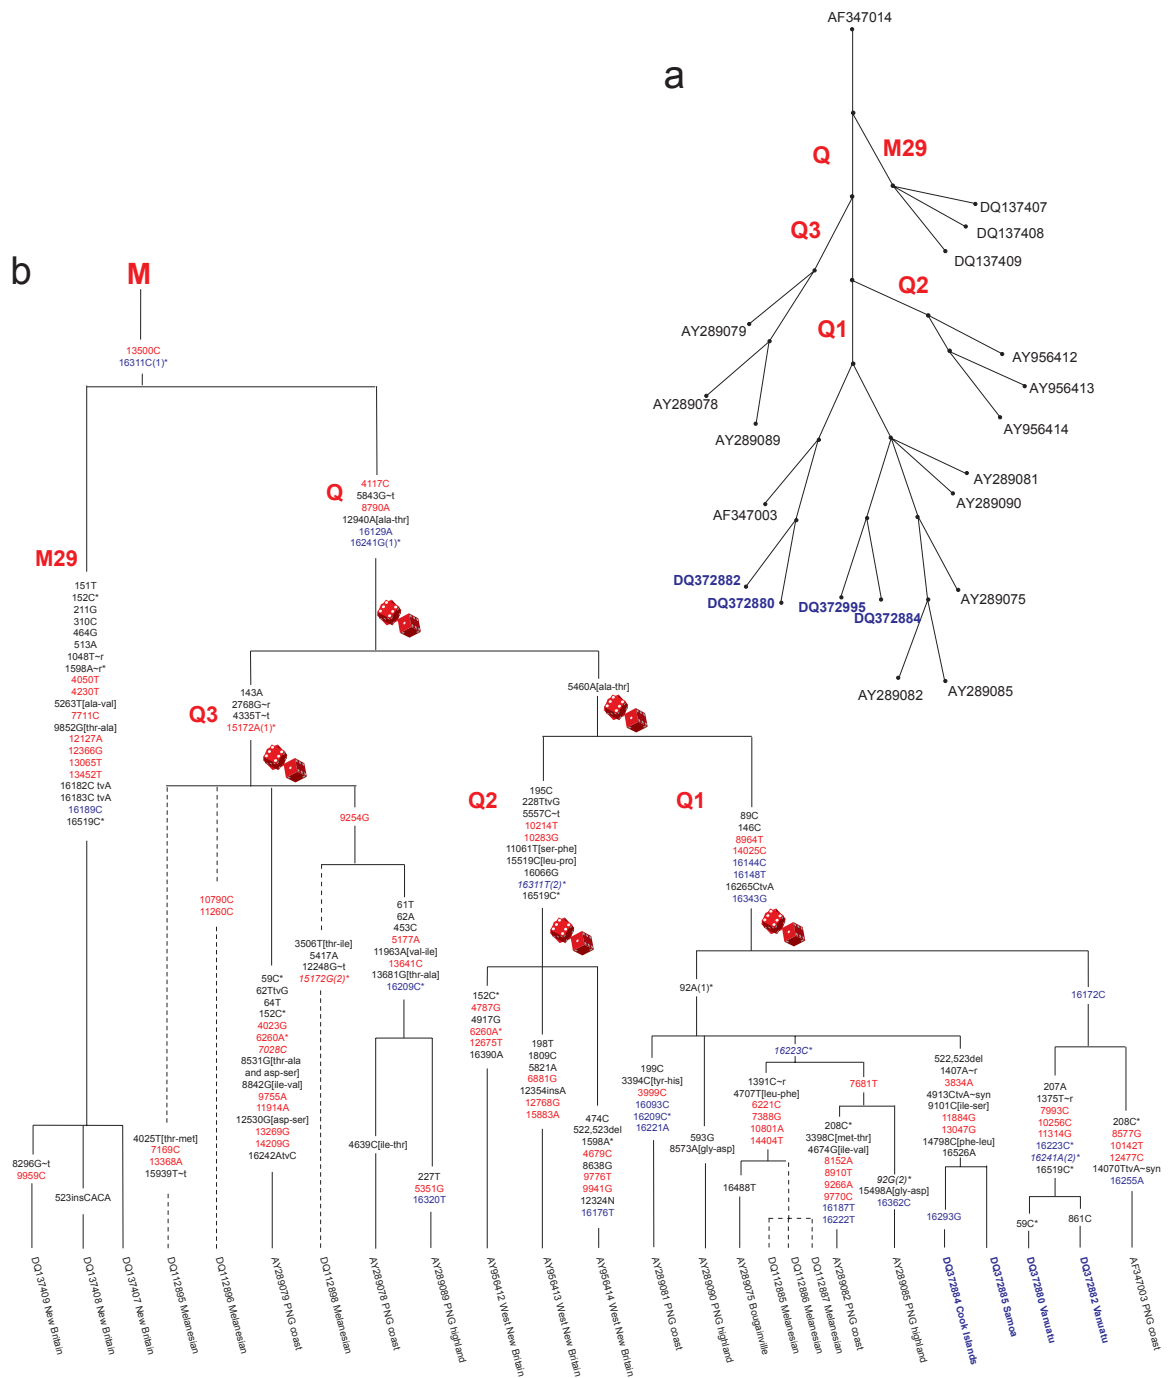 AF347014
a
Q
M29
DQ137407
DQ137408
DQ137409
Q3
Q2
Q1
AY289079
AY289078
AY289089
AY956412
AY956413
AY956414
AY289081
AY289090
AF347003
DQ372882
DQ372880
DQ372995
DQ372884
AY289075
AY289082
AY289085
b
M
13500C
16311C(1)*
Q
4117C
5843G~t
8790A
12940A[ala-thr]
16129A
16241G(1)*
M29
151T
152C*
211G
310C
464G
513A
1048T~r
1598A~r*
4050T
4230T
5263T[ala-val]
7711C
9852G[thr-ala]
12127A
12366G
13065T
13452T
16182C tvA
16183C tvA
16189C
16519C*
8296G~t
9959C
523insCACA
Q3
143A
2768G~r
4335T~t
15172A(1)*
4025T[thr-met]
7169C
13368A
15939T~t
10790C
11260C
59C*
62TtvG
64T
152C*
4023G
6260A*
7028C
8531G[thr-ala
and asp-ser]
8842G[ile-val]
9755A
11914A
12530G[asp-ser]
13269G
14209G
16242AtvC
9254G
3506T[thr-ile]
5417A
12248G~t
15172G(2)*
61T
62A
453C
5177A
11963A[val-ile]
13641C
13681G[thr-ala]
16209C*
4639C[ile-thr]
227T
5351G
16320T
5460A[ala-thr]
Q2
195C
228TtvG
5557C~t
10214T
10283G
11061T[ser-phe]
15519C[leu-pro]
16066G
16311T(2)*
16519C*
152C*
4787G
4917G
6260A*
12675T
16390A
198T
1809C
5821A
6881G
12354insA
12768G
15883A
474C
522,523del
1598A*
4679C
8638G
9776T
9941G
12324N
16176T
Q1
89C
146C
8964T
14025C
16144C
16148T
16265CtvA
16343G
92A(1)*
199C
3394C[tyr-his]
3999C
16093C
16209C*
16221A
593G
8573A[gly-asp]
16223C*
1391C~r
4707T[leu-phe]
6221C
7388G
10801A
14404T
16488T
7681T
208C*
3398C[met-thr]
4674G[ile-val]
8152A
8910T
9266A
9770C
16187T
16222T
92G(2)*
15498A[gly-asp]
16362C
522,523del
1407A~r
3834A
4913CtvA~syn
9101C[ile-ser]
11884G
13047G
14798C[phe-leu]
16526A
16293G
16172C
207A
1375T~r
7993C
10256C
11314G
16223C*
16241A(2)*
16519C*
59C*
861C
208C*
8577G
10142T
12477C
14070TtvA~syn
16255A
DQ137409 New Britain
DQ137408 New Britain
DQ137407 New Britain
DQ112895 Melanesian
DQ112896 Melanesian
AY289079 PNG coast
DQ112898 Melanesian
AY289078 PNG coast
AY289089 PNG highland
AY956412 West New Britain
AY956413 West New Britain
AY956414 West New Britain
AY289081 PNG coast
AY289090 PNG highland
AY289075 Bougainville
DQ112885 Melanesian
DQ112886 Melanesian
DQ112887 Melanesian
AY289082 PNG coast
AY289085 PNG highland
DQ372884 Cook Islands
DQ372885 Samoa
DQ372880 Vanuatu
DQ372882 Vanuatu
AF347003 PNG coast